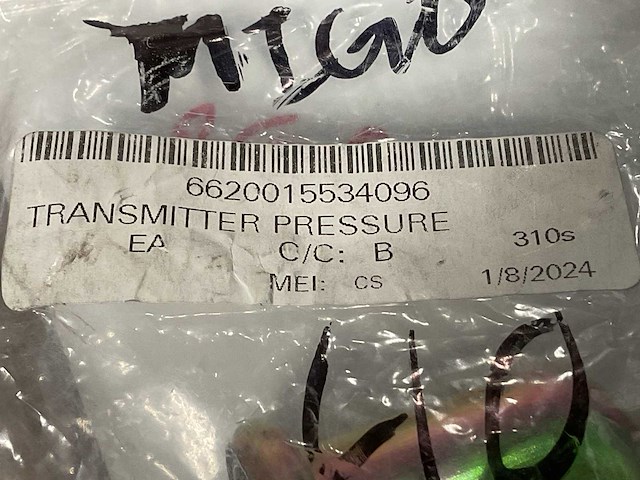 6620015534096
TRANSMITTER PRESSURE
EA C/C: B 310s
MEI: CS 1/8/2024